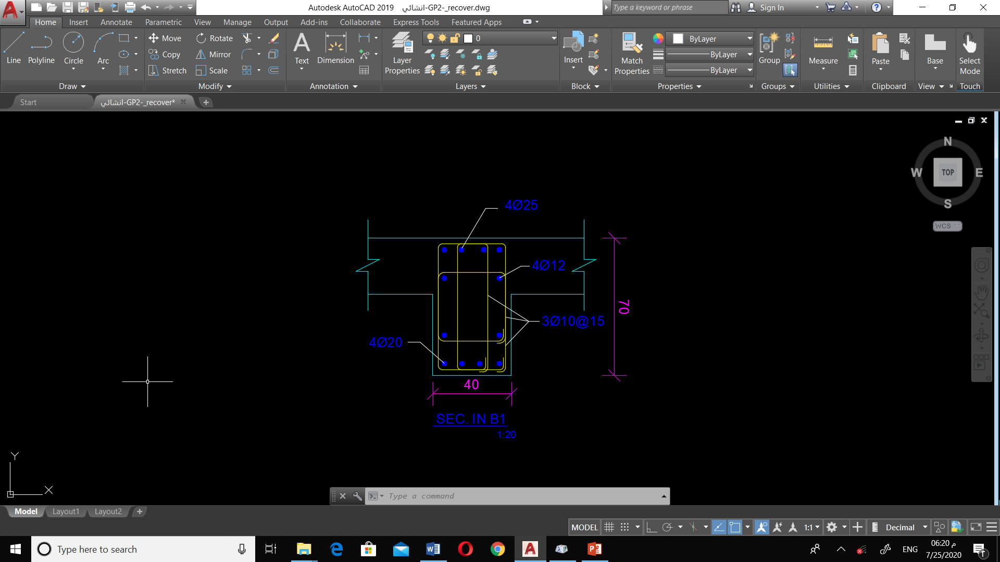 Autodesk AutoCAD 2019 انشائي-GP2-_recover.dwg
Type a keyword or phrase
Sign In
Home Insert Annotate Parametric View Manage Output Add-ins Collaborate Express Tools Featured Apps
Line Polyline Circle Arc
Move Rotate
Copy Mirror
Stretch Scale
Text Dimension
Layer Properties
0
Insert
Match Properties
ByLayer
ByLayer
ByLayer
Group
Measure
Paste
Base
Select Mode
Draw Modify Annotation Layers Block Properties Groups Utilities Clipboard View Touch
Start
انشائي-GP2-_recover*
N
W TOP E
S
WCS
4Ø25
4Ø12
70
3Ø10@15
4Ø20
40
SEC. IN B1
1:20
Y
X
Type a command
Model Layout1 Layout2
MODEL 1:1 Decimal
Type here to search
ENG
06:20 م
7/25/2020
٢